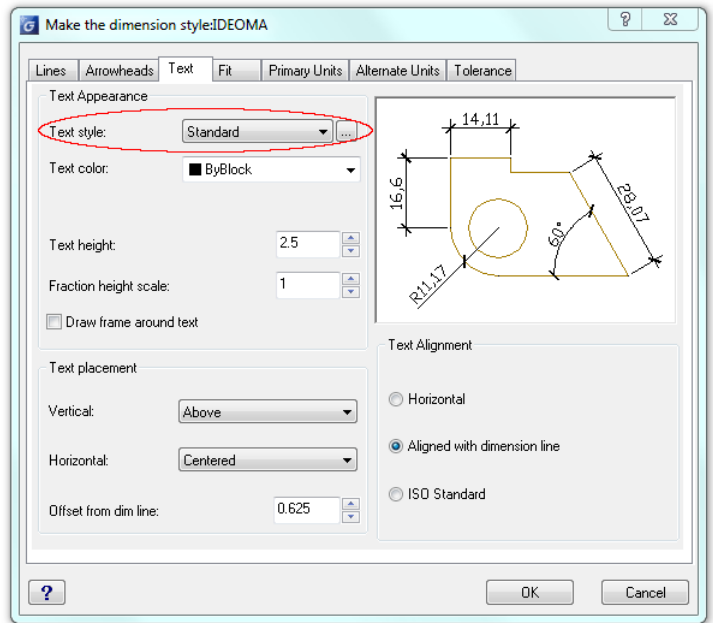 Make the dimension style:IDEOMA
Lines Arrowheads Text Fit Primary Units Alternate Units Tolerance
Text Appearance
Text style: Standard ...
Text color: ByBlock
Text height: 2.5
Fraction height scale: 1
Draw frame around text
14,11
16,6
28,07
60°
R11,17
Text placement
Vertical: Above
Horizontal: Centered
Offset from dim line: 0.625
Text Alignment
Horizontal
Aligned with dimension line
ISO Standard
? OK Cancel